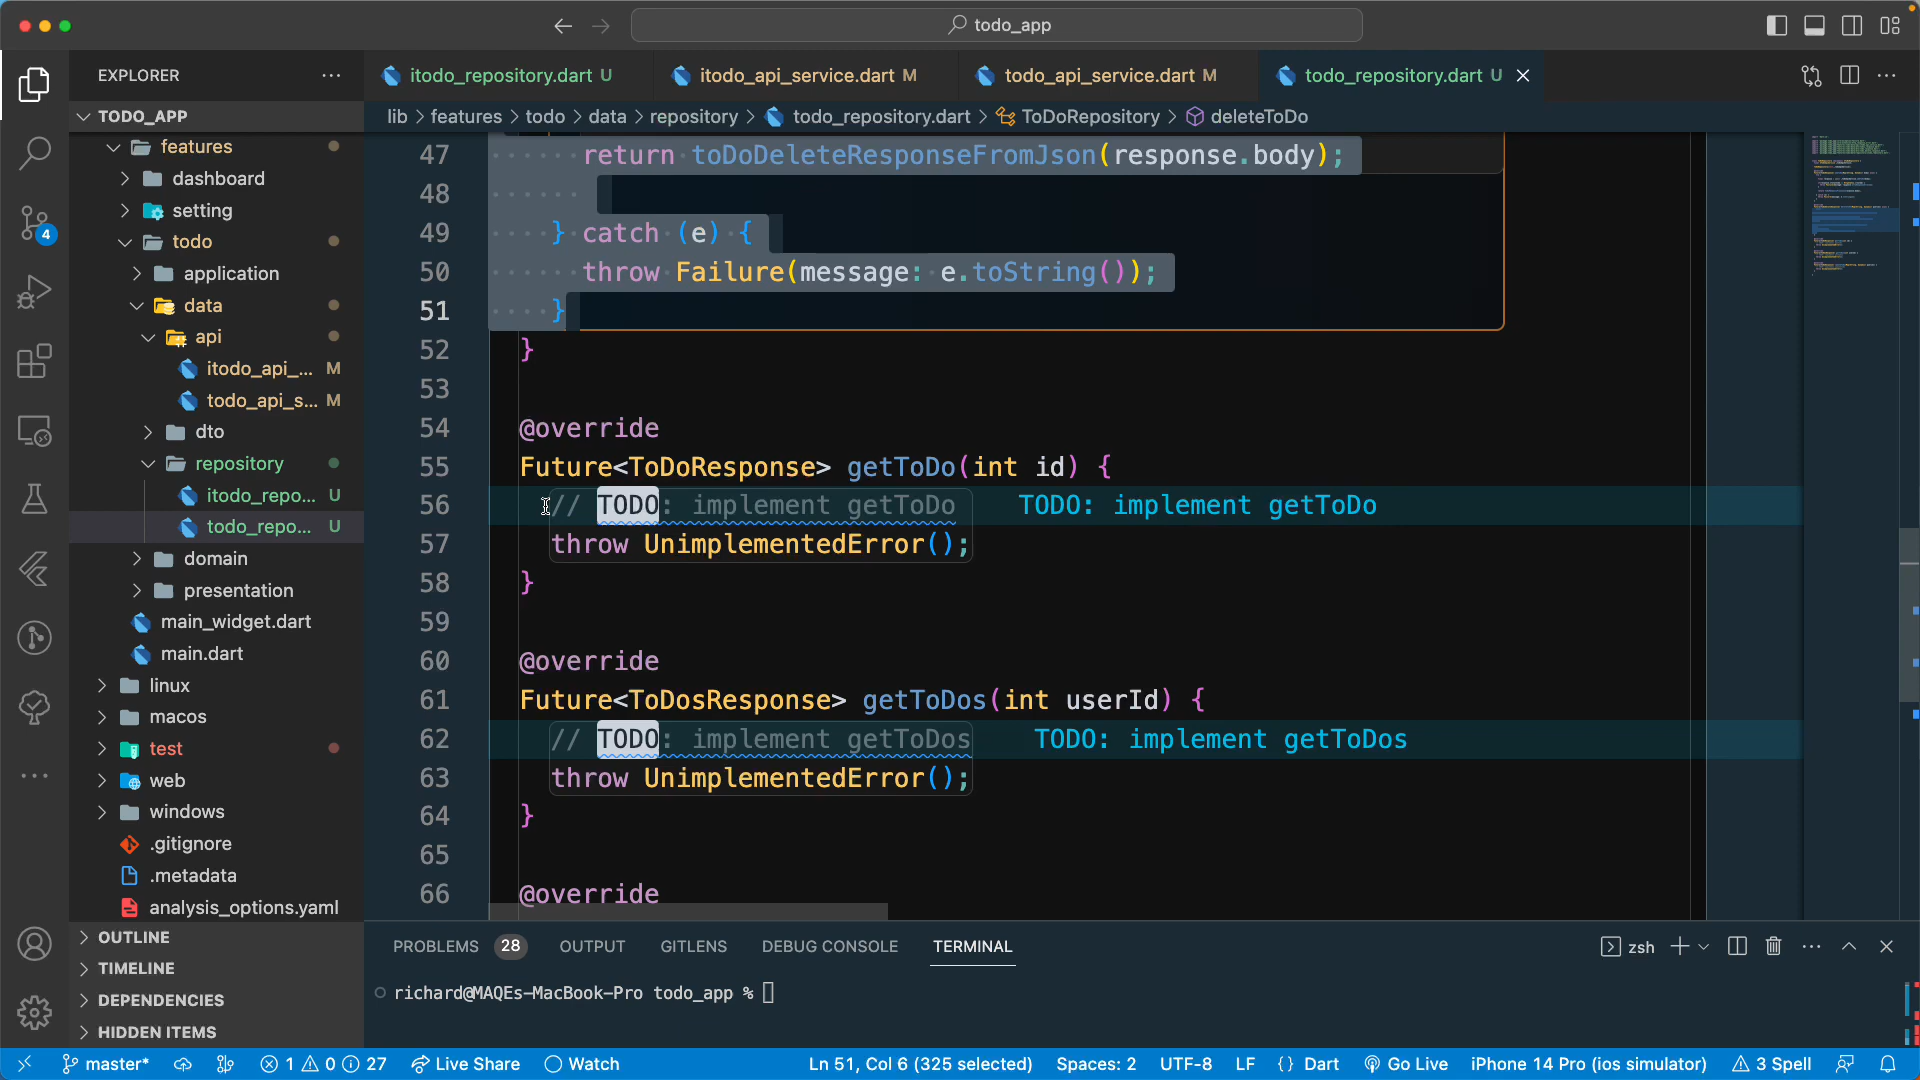 todo_app
EXPLORER
TODO_APP
features
dashboard
setting
todo
application
data
api
itodo_api_... M
todo_api_s... M
dto
repository
itodo_repo... U
todo_repo... U
domain
presentation
main_widget.dart
main.dart
linux
macos
test
web
windows
.gitignore
.metadata
analysis_options.yaml
OUTLINE
TIMELINE
DEPENDENCIES
HIDDEN ITEMS
4
itodo_repository.dart U
itodo_api_service.dart M
todo_api_service.dart M
todo_repository.dart U
lib > features > todo > data > repository > todo_repository.dart > ToDoRepository > deleteToDo
47 return toDoDeleteResponseFromJson(response.body);
48
49 } catch (e) {
50 throw Failure(message: e.toString());
51 }
52 }
53
54 @override
55 Future<ToDoResponse> getToDo(int id) {
56 // TODO: implement getToDo TODO: implement getToDo
57 throw UnimplementedError();
58 }
59
60 @override
61 Future<ToDosResponse> getToDos(int userId) {
62 // TODO: implement getToDos TODO: implement getToDos
63 throw UnimplementedError();
64 }
65
66 @override
PROBLEMS 28 OUTPUT GITLENS DEBUG CONSOLE TERMINAL
zsh
richard@MAQEs-MacBook-Pro todo_app %
master* 1 0 27 Live Share Watch Ln 51, Col 6 (325 selected) Spaces: 2 UTF-8 LF {} Dart Go Live iPhone 14 Pro (ios simulator) 3 Spell